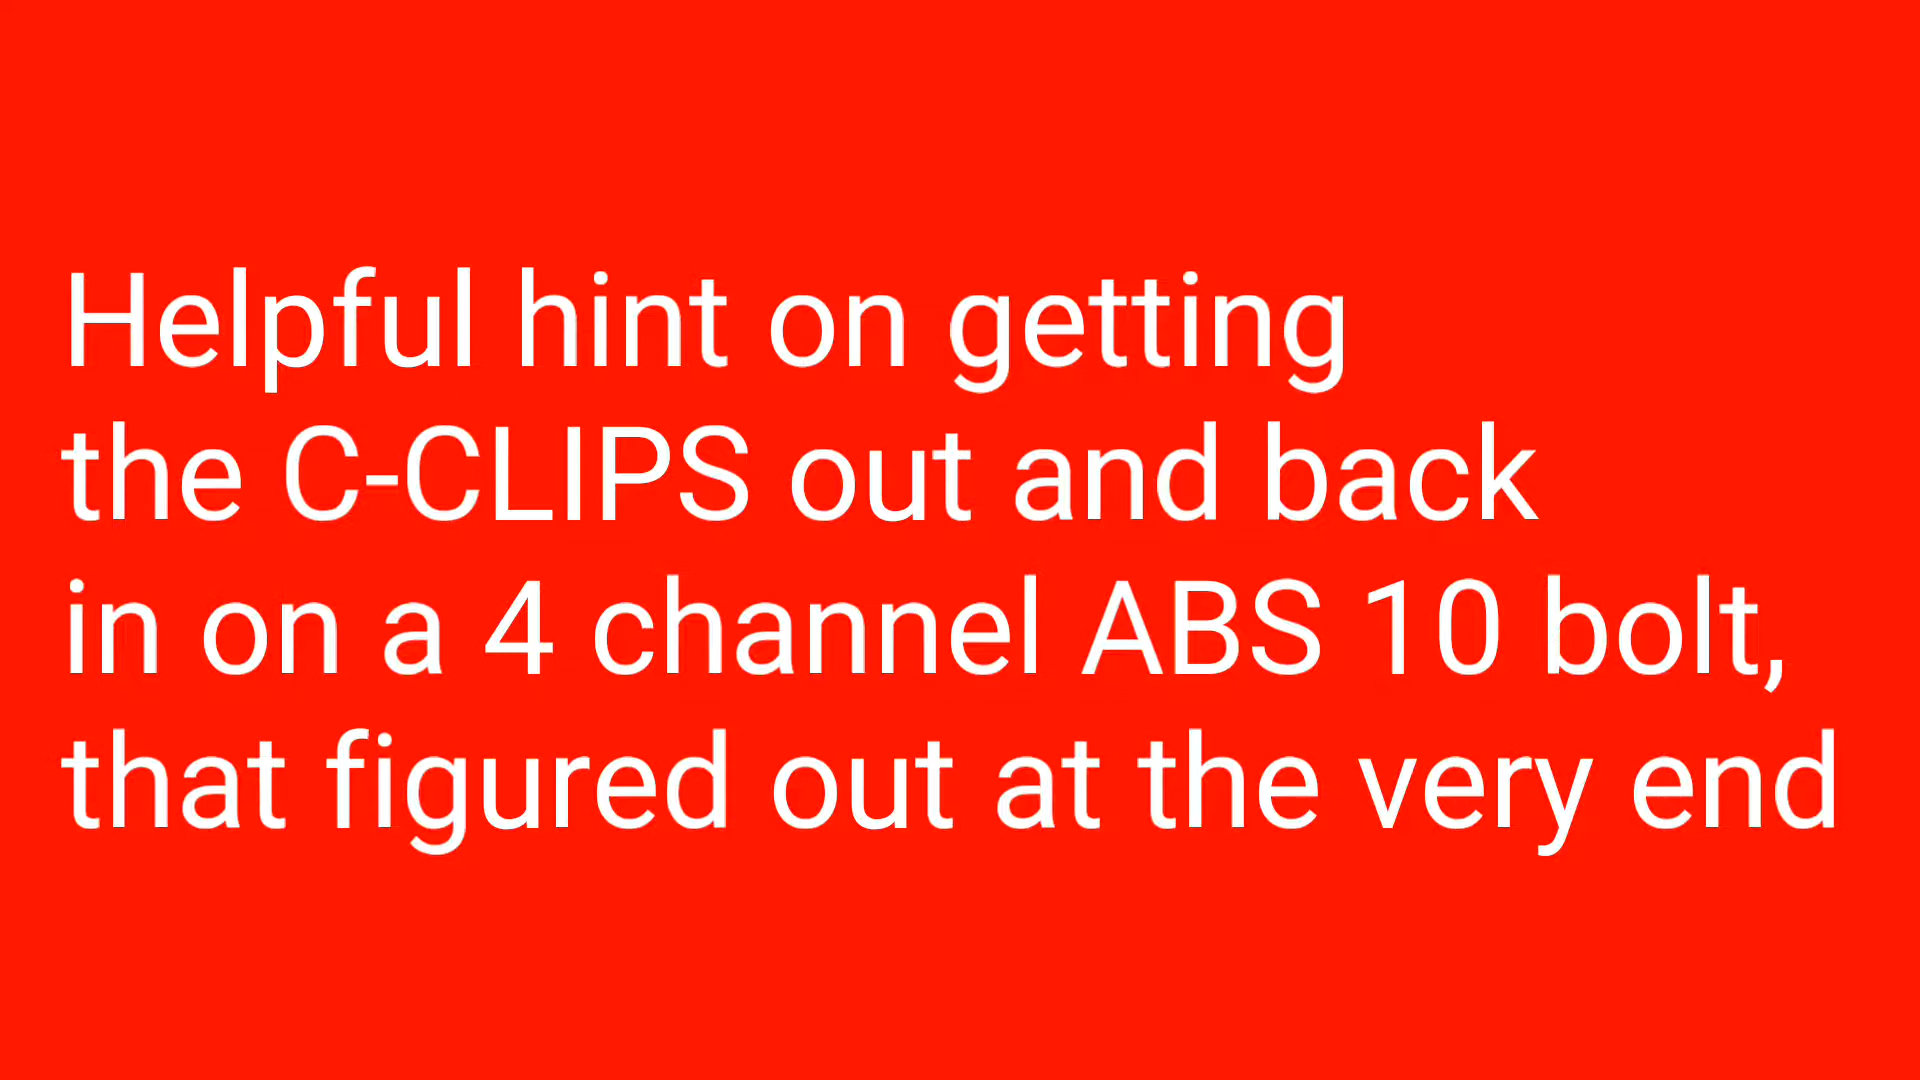 Helpful hint on getting
the C-CLIPS out and back
in on a 4 channel ABS 10 bolt,
that figured out at the very end